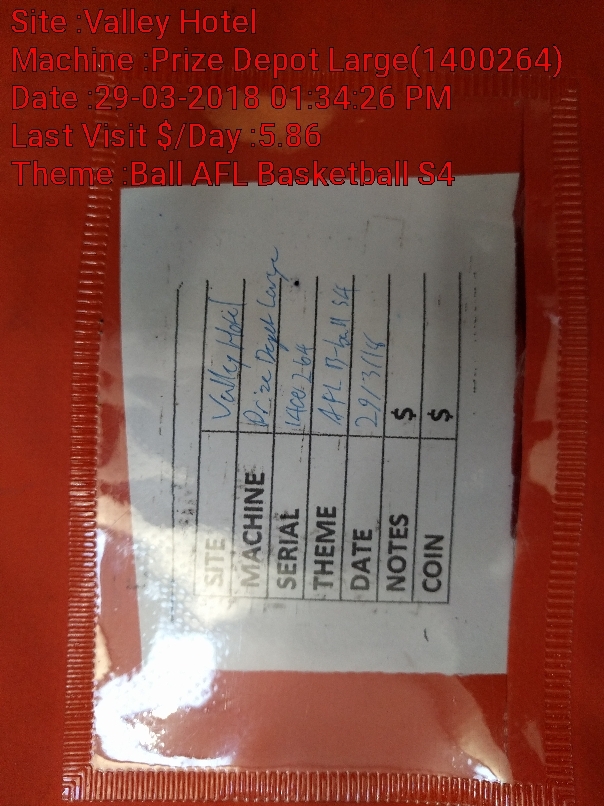 Site :Valley Hotel
Machine :Prize Depot Large(1400264)
Date :29-03-2018 01:34:26 PM
Last Visit $/Day :5.86
Theme :Ball AFL Basketball S4
SITE Valley Hotel
MACHINE Prize Depot Large
SERIAL 1400264
THEME AFL B-ball S4
DATE 29/3/18
NOTES $
COIN $